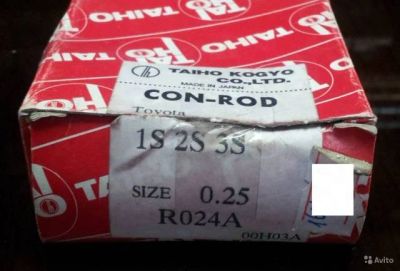 TAIHO
TAIHO KOGYO
CO.,LTD.
MADE IN JAPAN
CON-ROD
Toyota
1S 2S 3S
SIZE 0.25
R024A
00H03A
TAIHO
Avito